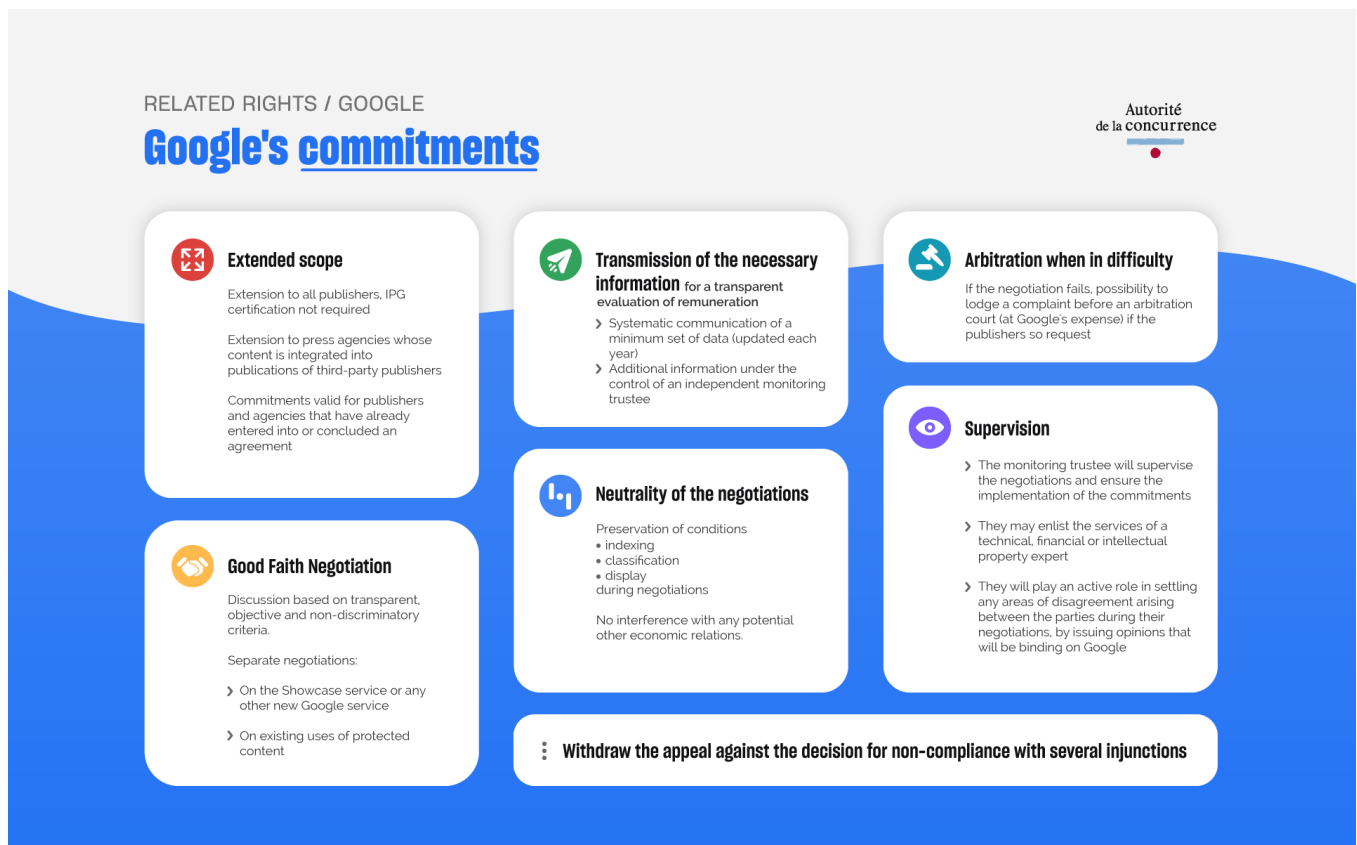 RELATED RIGHTS / GOOGLE
Google's commitments
Autorité
de la concurrence
Extended scope
Extension to all publishers, IPG
certification not required
Extension to press agencies whose
content is integrated into
publications of third-party publishers
Commitments valid for publishers
and agencies that have already
entered into or concluded an
agreement
Good Faith Negotiation
Discussion based on transparent,
objective and non-discriminatory
criteria.
Separate negotiations:
On the Showcase service or any
other new Google service
On existing uses of protected
content
Transmission of the necessary
information for a transparent
evaluation of remuneration
Systematic communication of a
minimum set of data (updated each
year)
Additional information under the
control of an independent monitoring
trustee
Neutrality of the negotiations
Preservation of conditions
• indexing
• classification
• display
during negotiations
No interference with any potential
other economic relations.
Arbitration when in difficulty
If the negotiation fails, possibility to
lodge a complaint before an arbitration
court (at Google's expense) if the
publishers so request
Supervision
The monitoring trustee will supervise
the negotiations and ensure the
implementation of the commitments
They may enlist the services of a
technical, financial or intellectual
property expert
They will play an active role in settling
any areas of disagreement arising
between the parties during their
negotiations, by issuing opinions that
will be binding on Google
Withdraw the appeal against the decision for non-compliance with several injunctions